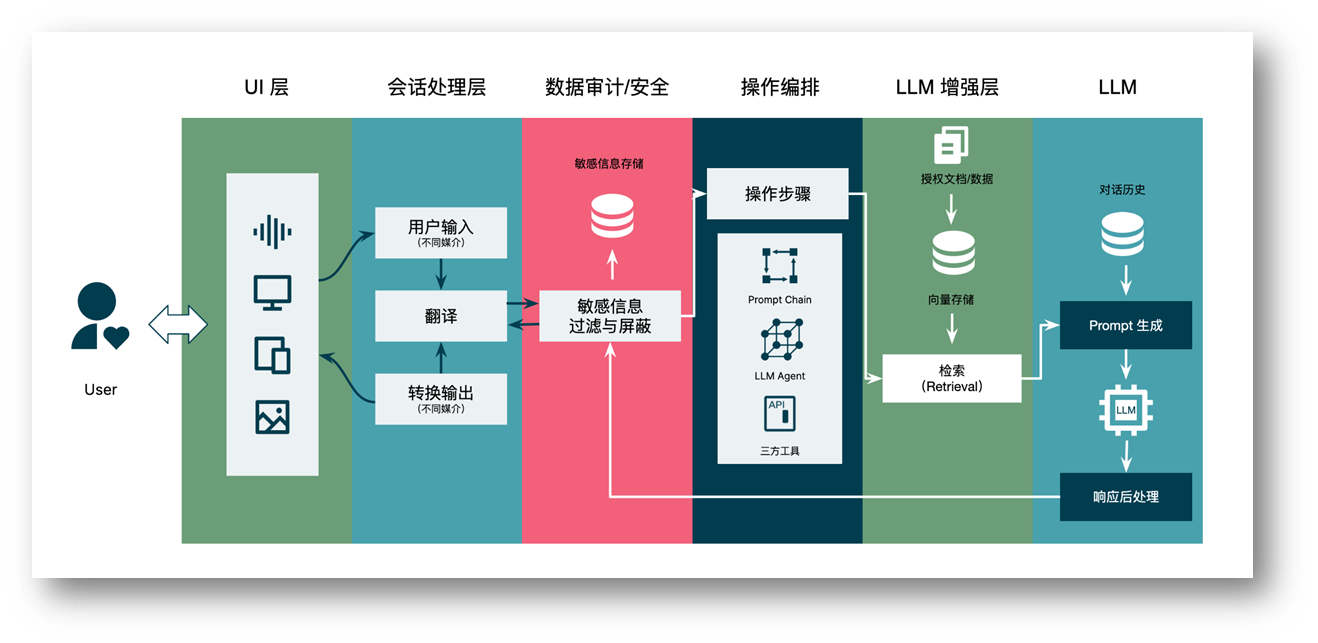 UI 层
会话处理层
数据审计/安全
操作编排
LLM 增强层
LLM
User
用户输入
(不同媒介)
翻译
转换输出
(不同媒介)
敏感信息存储
敏感信息
过滤与屏蔽
操作步骤
Prompt Chain
LLM Agent
API
三方工具
授权文档/数据
向量存储
检索
(Retrieval)
对话历史
Prompt 生成
LLM
响应后处理